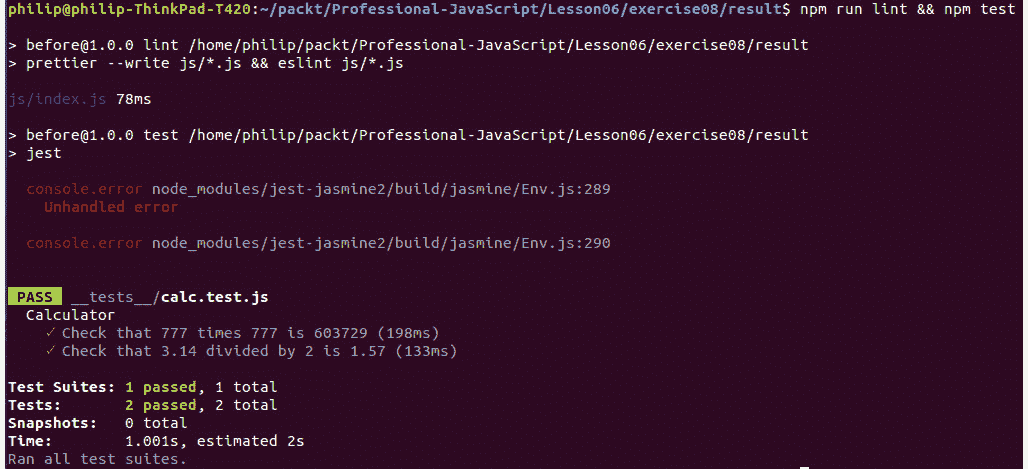 philip@philip-ThinkPad-T420:~/packt/Professional-JavaScript/Lesson06/exercise08/result$ npm run lint && npm test
> before@1.0.0 lint /home/philip/packt/Professional-JavaScript/Lesson06/exercise08/result
> prettier --write js/*.js && eslint js/*.js
js/index.js 78ms
> before@1.0.0 test /home/philip/packt/Professional-JavaScript/Lesson06/exercise08/result
> jest
console.error node_modules/jest-jasmine2/build/jasmine/Env.js:289
Unhandled error
console.error node_modules/jest-jasmine2/build/jasmine/Env.js:290
PASS __tests__/calc.test.js
Calculator
✓ Check that 777 times 777 is 603729 (198ms)
✓ Check that 3.14 divided by 2 is 1.57 (133ms)
Test Suites: 1 passed, 1 total
Tests: 2 passed, 2 total
Snapshots: 0 total
Time: 1.001s, estimated 2s
Ran all test suites.